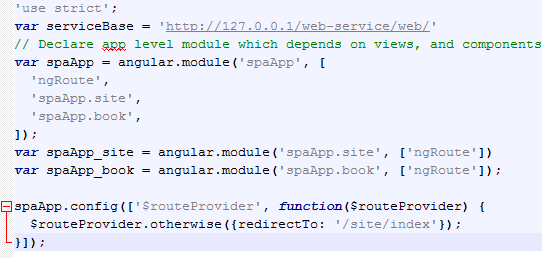 'use strict';
var serviceBase = 'http://127.0.0.1/web-service/web/'
// Declare app level module which depends on views, and components
var spaApp = angular.module('spaApp', [
  'ngRoute',
  'spaApp.site',
  'spaApp.book',
]);
var spaApp_site = angular.module('spaApp.site', ['ngRoute'])
var spaApp_book = angular.module('spaApp.book', ['ngRoute']);

spaApp.config(['$routeProvider', function($routeProvider) {
  $routeProvider.otherwise({redirectTo: '/site/index'});
}]);